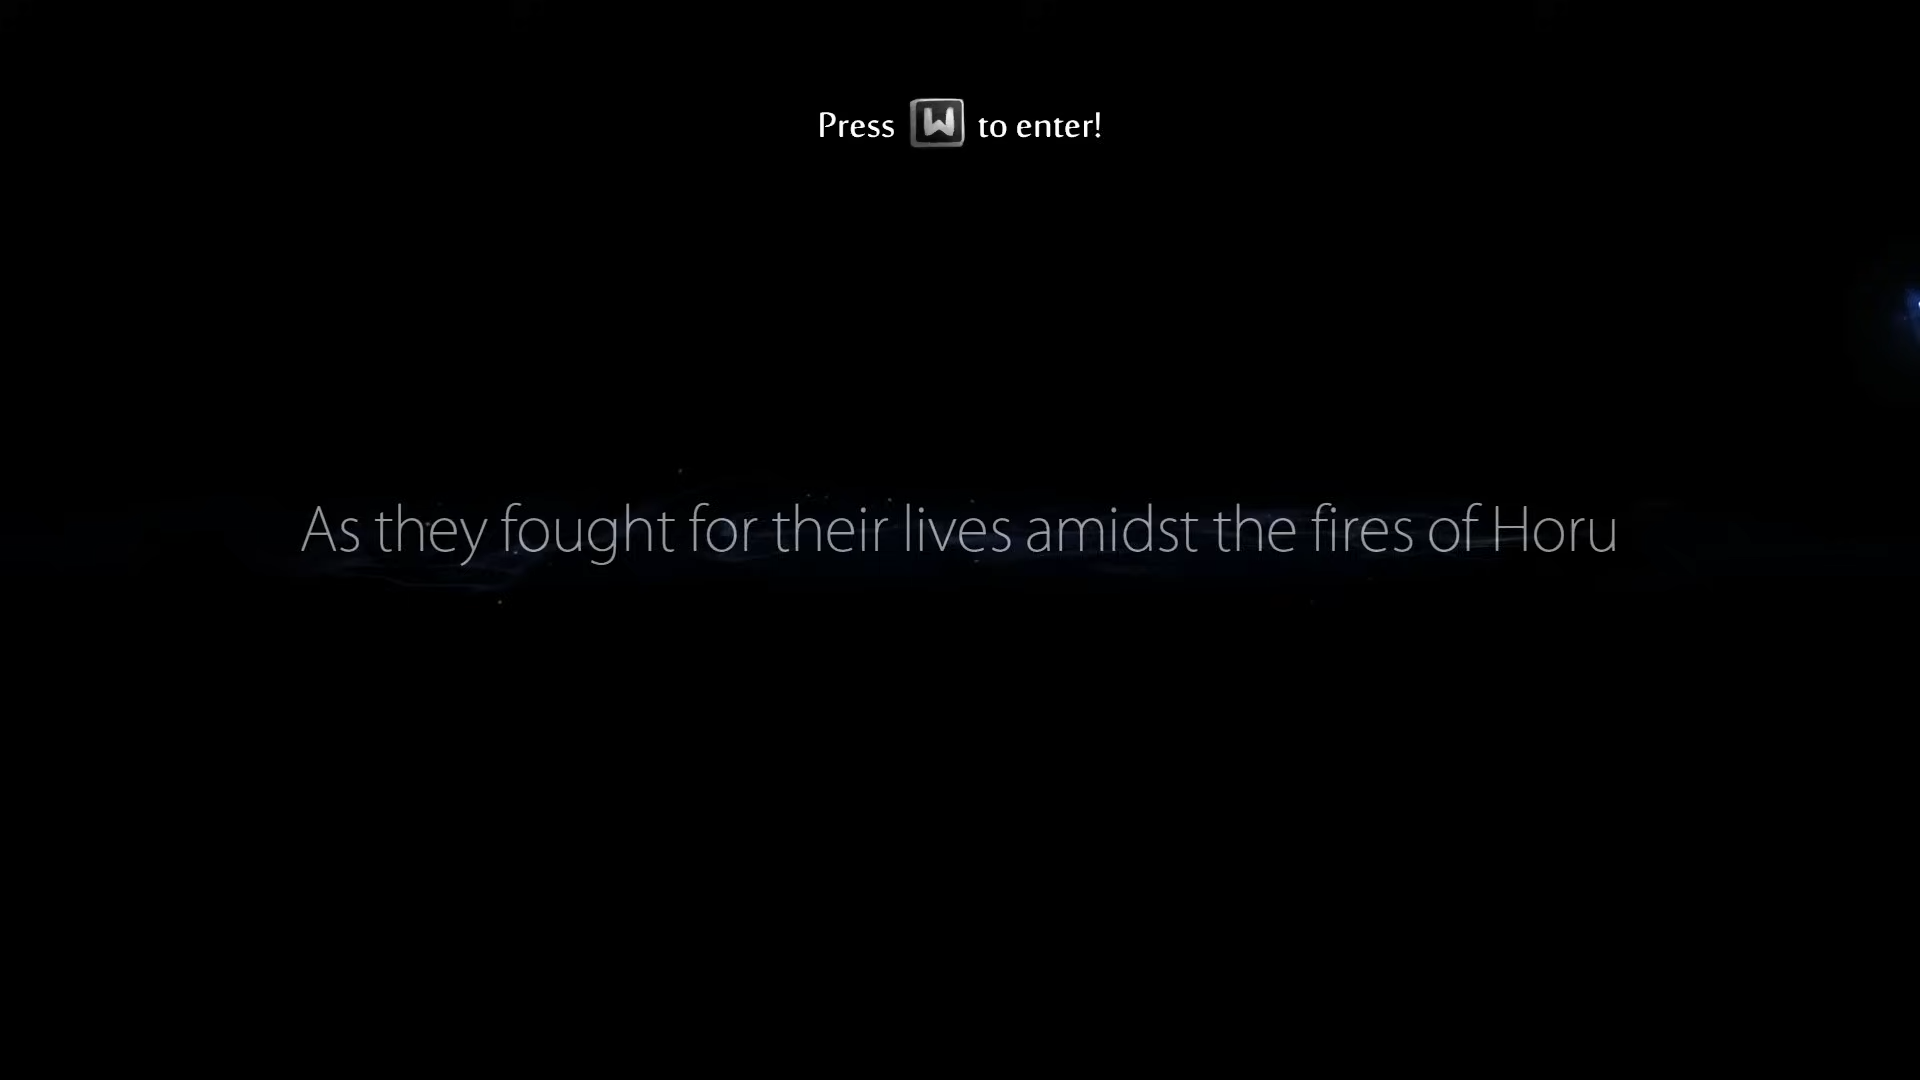 Press W to enter!
As they fought for their lives amidst the fires of Horu